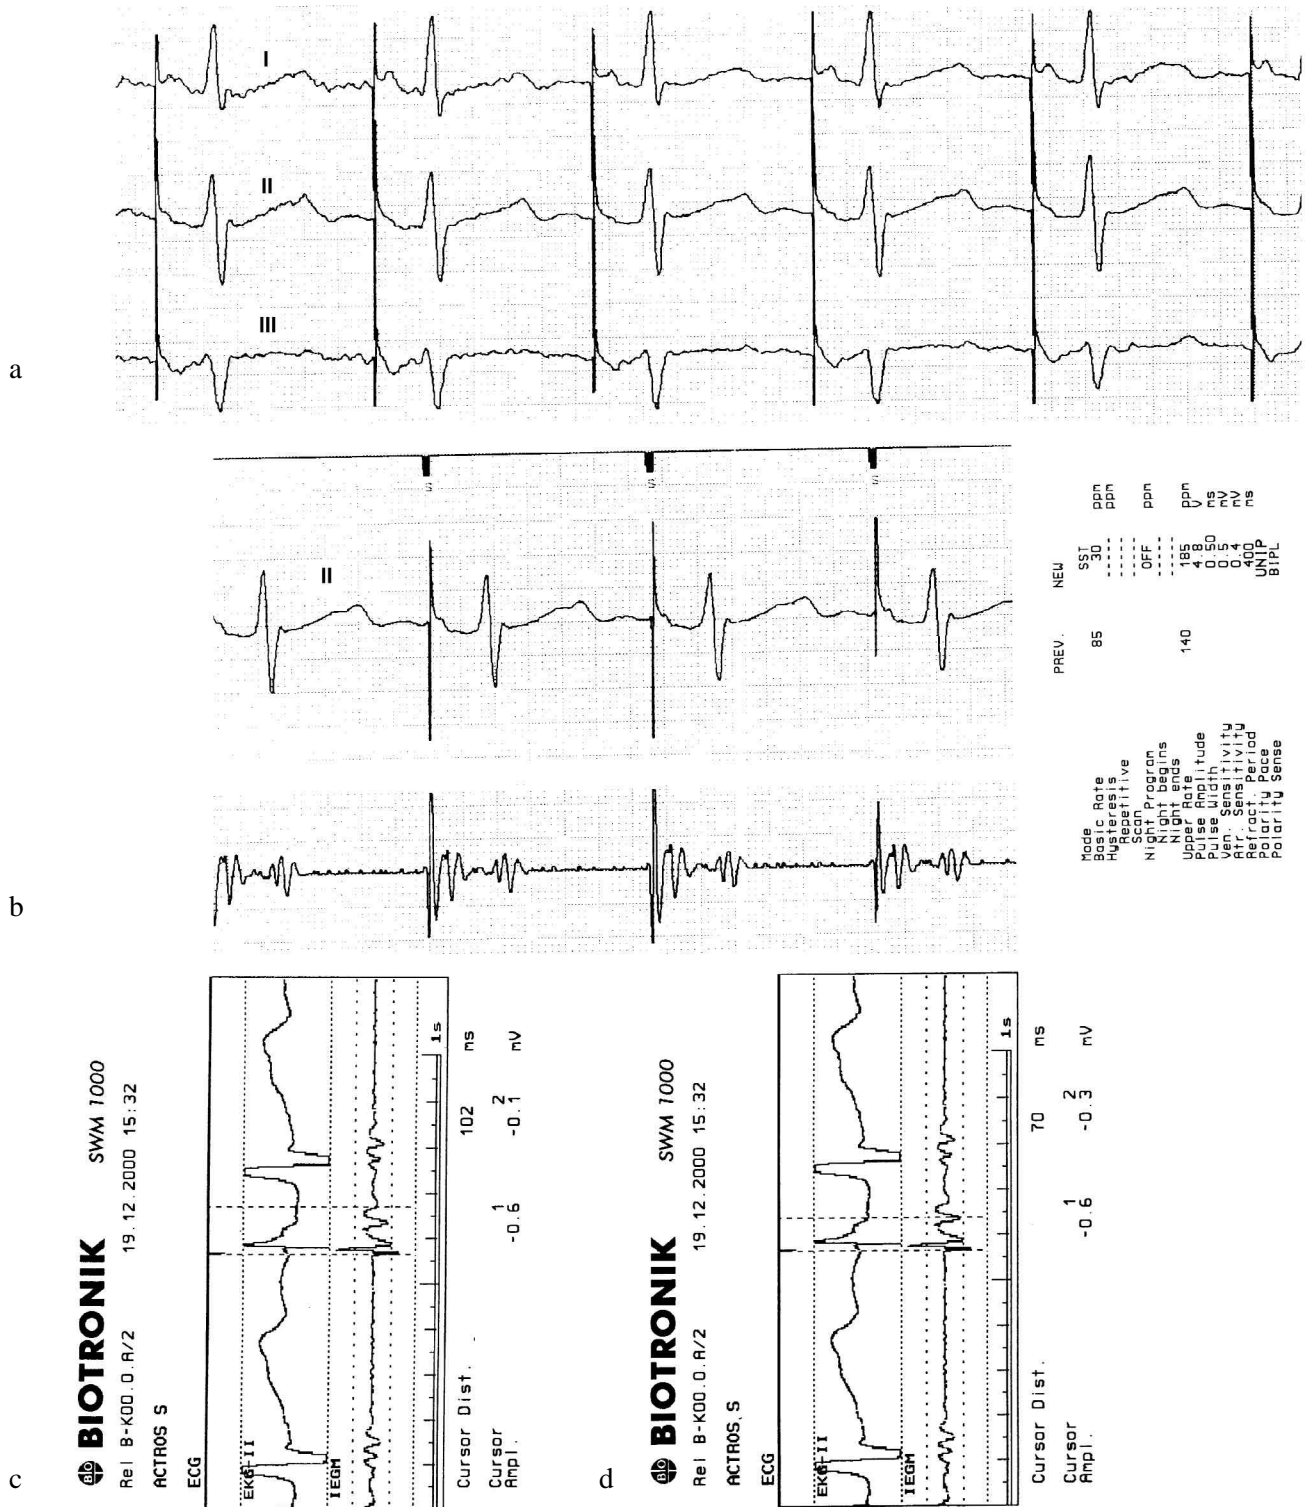 I
II
III
a
S
S
S
II
b
PREV. NEW
Mode SST
Basic Rate 85 30 ppm
Hysteresis ----- ppm
Repetitive -----
Scan -----
Night Program OFF ppm
Night begins -----
Night ends -----
Upper Rate 140 185 ppm
Pulse Amplitude 4.8 V
Pulse Width 0.50 ms
Ven. Sensitivity 0.5 mV
Atr. Sensitivity 0.4 mV
Refract. Period 400 ms
Polarity Pace UNIP
Polarity Sense BIPL
BIO BIOTRONIK SWM 1000
Rel B-K00.0.A/2 19.12.2000 15:32
ACTROS S
ECG
EKG-II
IEGM
1s
Cursor Dist. 102 ms
Cursor 1 2
Ampl. -0.6 -0.1 mV
c
BIO BIOTRONIK SWM 1000
Rel B-K00.0.A/2 19.12.2000 15:32
ACTROS S
ECG
EKG-II
IEGM
1s
Cursor Dist. 70 ms
Cursor 1 2
Ampl. -0.6 -0.3 mV
d